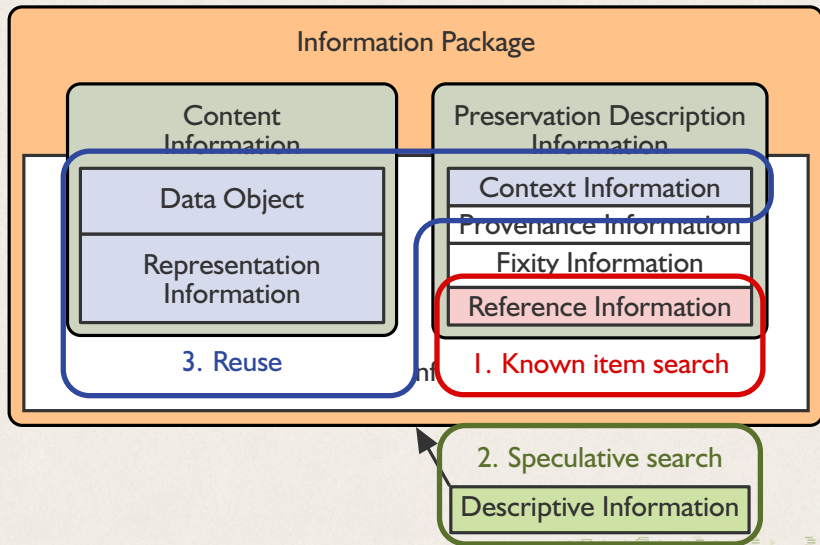 Information Package
Content
Information
Data Object
Representation
Information
Preservation Description
Information
Context Information
Provenance Information
Fixity Information
Reference Information
3. Reuse
1. Known item search
2. Speculative search
Descriptive Information